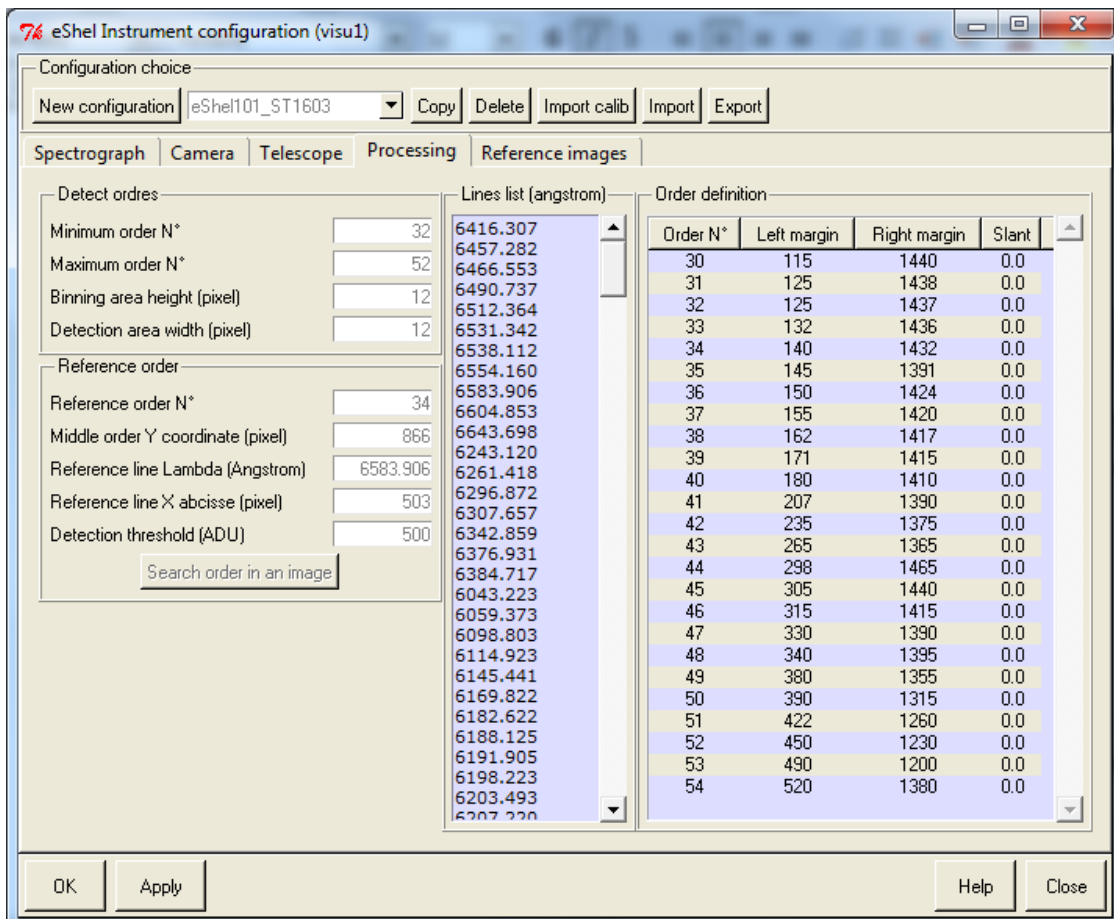 eShel Instrument configuration (visu1)
Configuration choice
New configuration eShel101_ST1603 Copy Delete Import calib Import Export
Spectrograph Camera Telescope Processing Reference images
Detect ordres
Minimum order N° 32
Maximum order N° 52
Binning area height (pixel) 12
Detection area width (pixel) 12
Reference order
Reference order N° 34
Middle order Y coordinate (pixel) 866
Reference line Lambda (Angstrom) 6583.906
Reference line X abcisse (pixel) 503
Detection threshold (ADU) 500
Search order in an image
Lines list (angstrom)
6416.307
6457.282
6466.553
6490.737
6512.364
6531.342
6538.112
6554.160
6583.906
6604.853
6643.698
6243.120
6261.418
6296.872
6307.657
6342.859
6376.931
6384.717
6043.223
6059.373
6098.803
6114.923
6145.441
6169.822
6182.622
6188.125
6191.905
6198.223
6203.493
6207.220
Order definition
Order N° Left margin Right margin Slant
30 115 1440 0.0
31 125 1438 0.0
32 125 1437 0.0
33 132 1436 0.0
34 140 1432 0.0
35 145 1391 0.0
36 150 1424 0.0
37 155 1420 0.0
38 162 1417 0.0
39 171 1415 0.0
40 180 1410 0.0
41 207 1390 0.0
42 235 1375 0.0
43 265 1365 0.0
44 298 1465 0.0
45 305 1440 0.0
46 315 1415 0.0
47 330 1390 0.0
48 340 1395 0.0
49 380 1355 0.0
50 390 1315 0.0
51 422 1260 0.0
52 450 1230 0.0
53 490 1200 0.0
54 520 1380 0.0
OK Apply Help Close